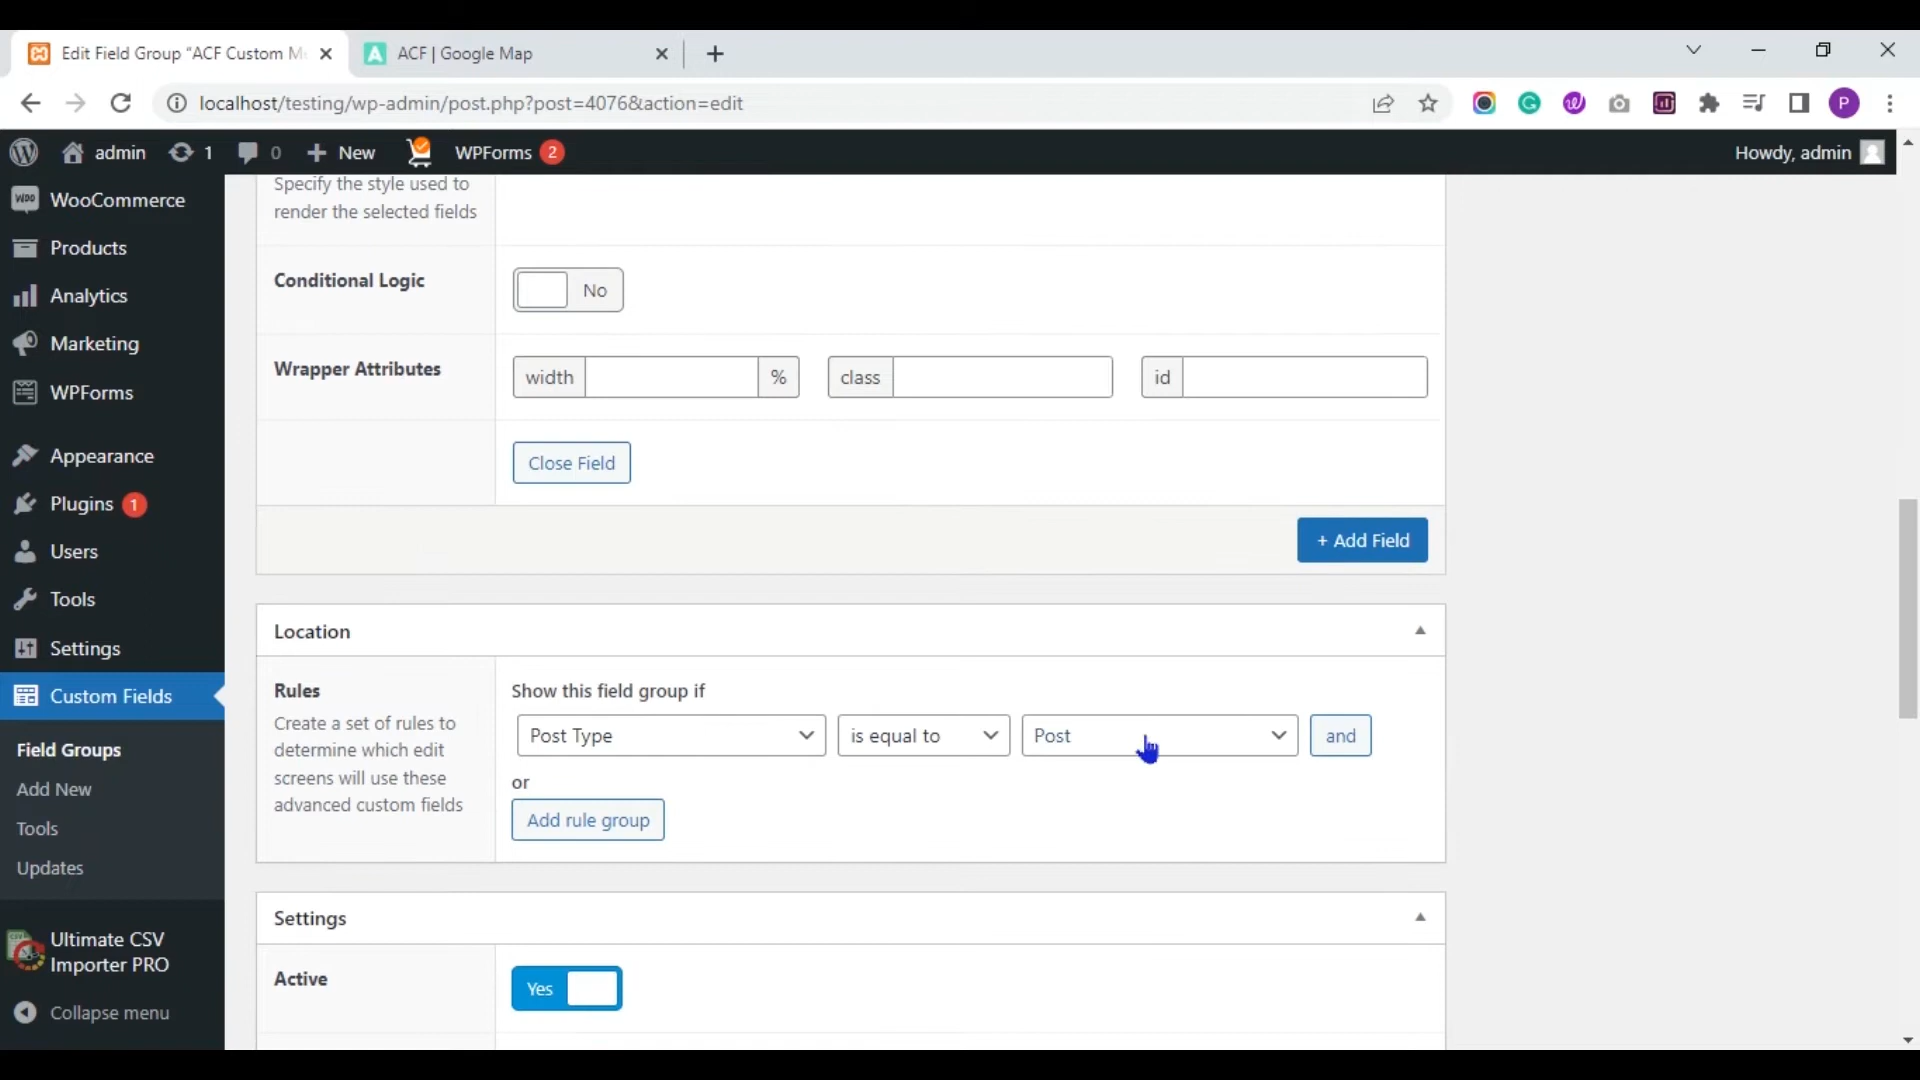 Edit Field Group "ACF Custom M
ACF | Google Map
localhost/testing/wp-admin/post.php?post=4076&action=edit
P
admin
1
0
New
WPForms 2
Howdy, admin
WooCommerce
Products
Analytics
Marketing
WPForms
Appearance
Plugins 1
Users
Tools
Settings
Custom Fields
Field Groups
Add New
Tools
Updates
Ultimate CSV
Importer PRO
Collapse menu
Specify the style used to
render the selected fields
Conditional Logic
No
Wrapper Attributes
width
%
class
id
Close Field
+ Add Field
Location
Rules
Create a set of rules to
determine which edit
screens will use these
advanced custom fields
Show this field group if
Post Type
is equal to
Post
and
or
Add rule group
Settings
Active
Yes